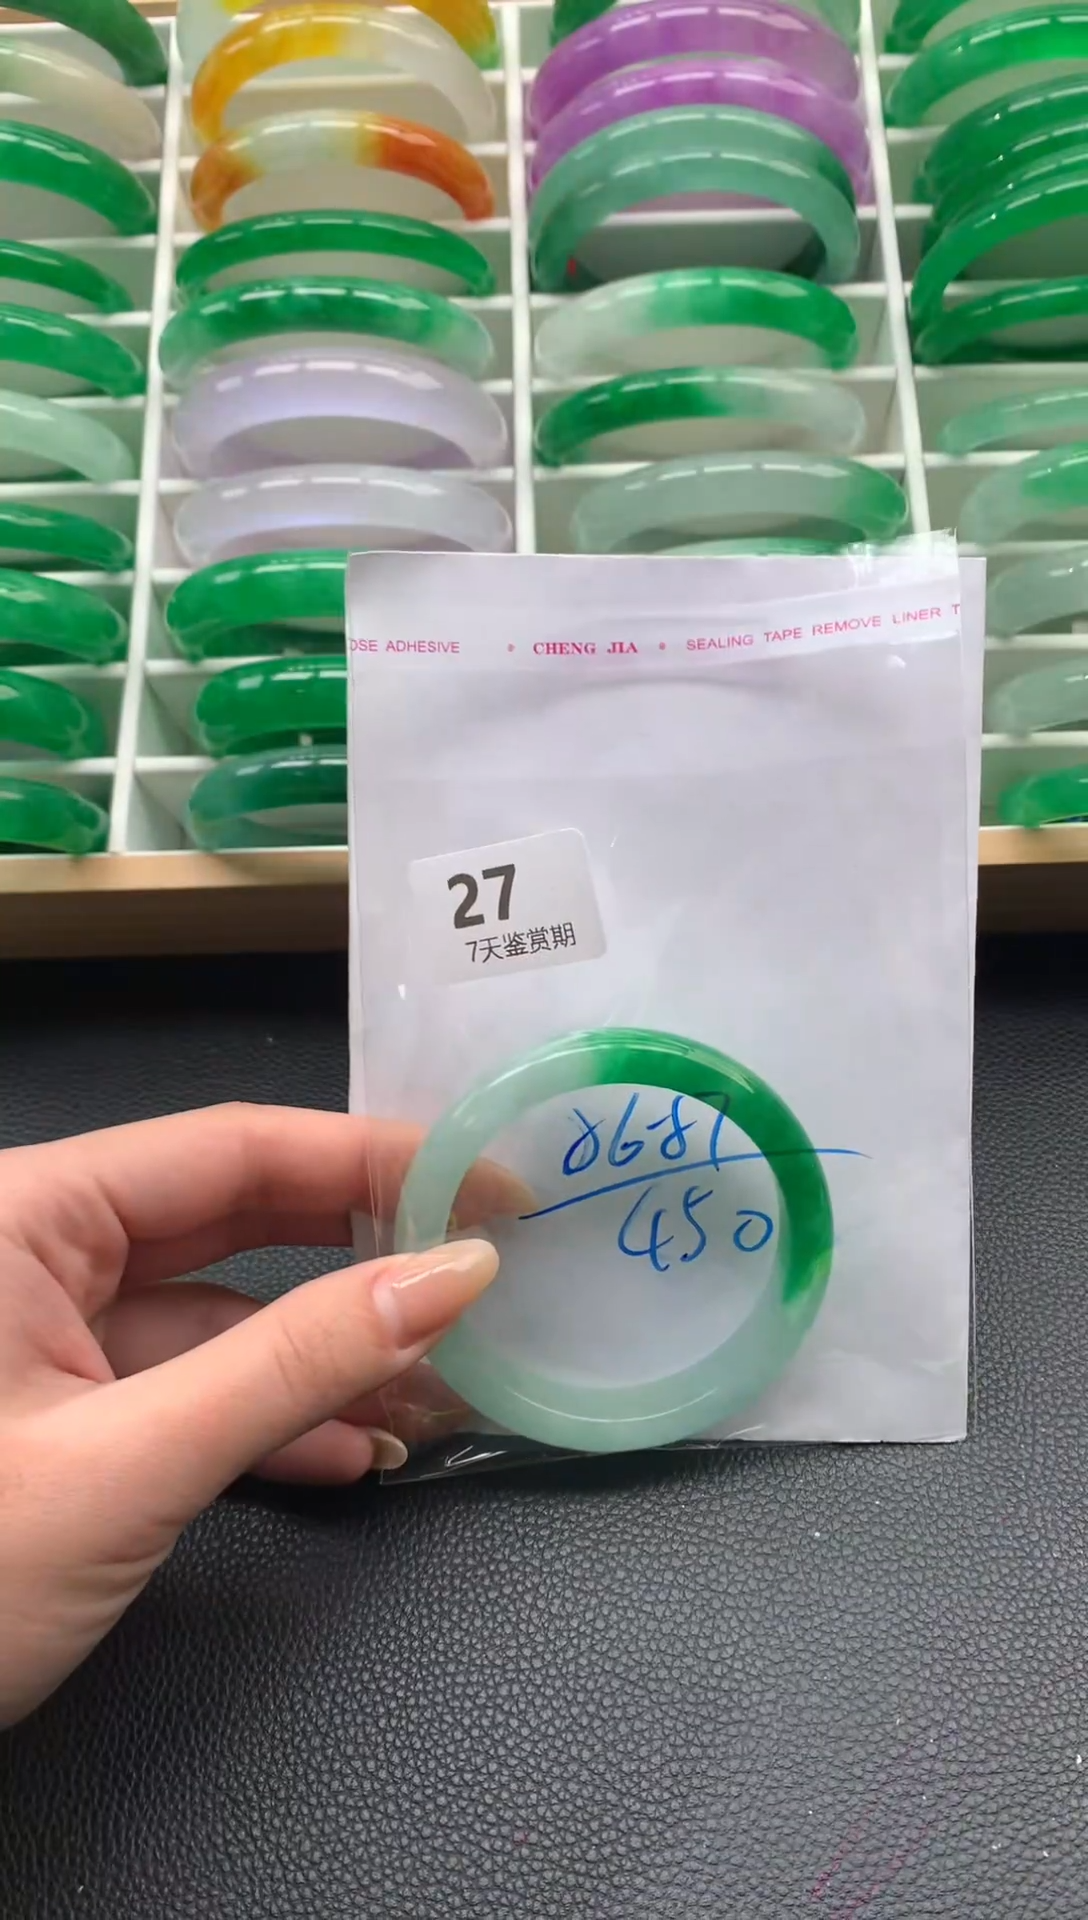 OSE ADHESIVE • CHENG JIA • SEALING TAPE REMOVE LINER T
27
7天鉴赏期
8687
450